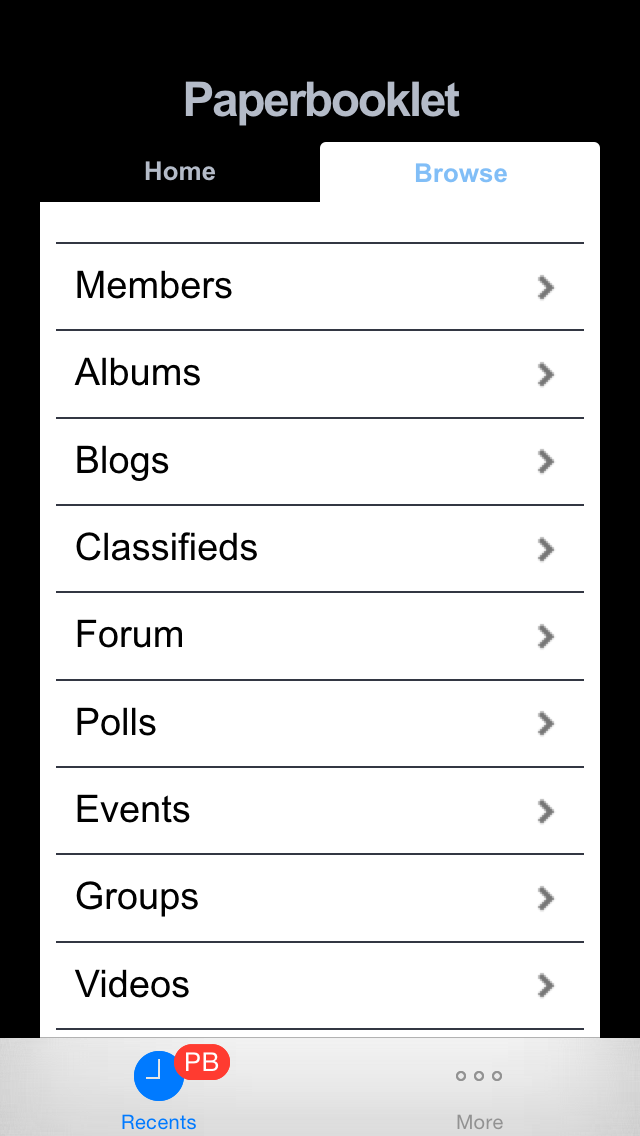 Paperbooklet
Home Browse
Members
Albums
Blogs
Classifieds
Forum
Polls
Events
Groups
Videos
PB
Recents More